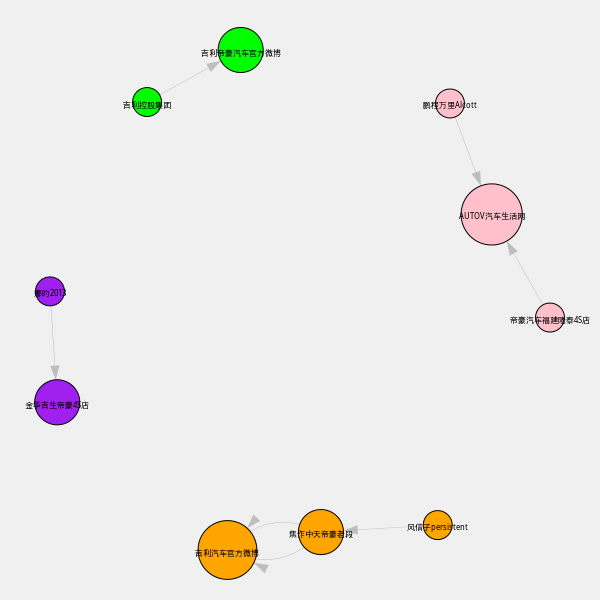 吉利帝豪汽车官方微博
吉利控股集团
鹏程万里Alcott
AUTOV汽车生活网
娜的2013
帝豪汽车福建隆泰4S店
金华吉生帝豪4S店
风信子persistent
焦作中天帝豪老段
吉利汽车官方微博